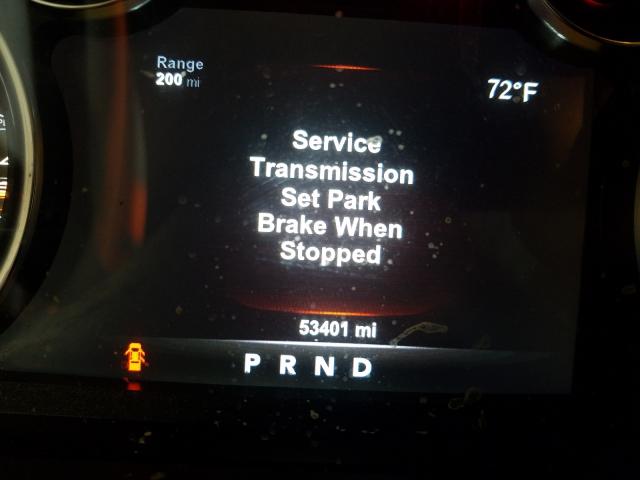 Range
200 mi
72°F
Service
Transmission
Set Park
Brake When
Stopped
53401 mi
P R N D